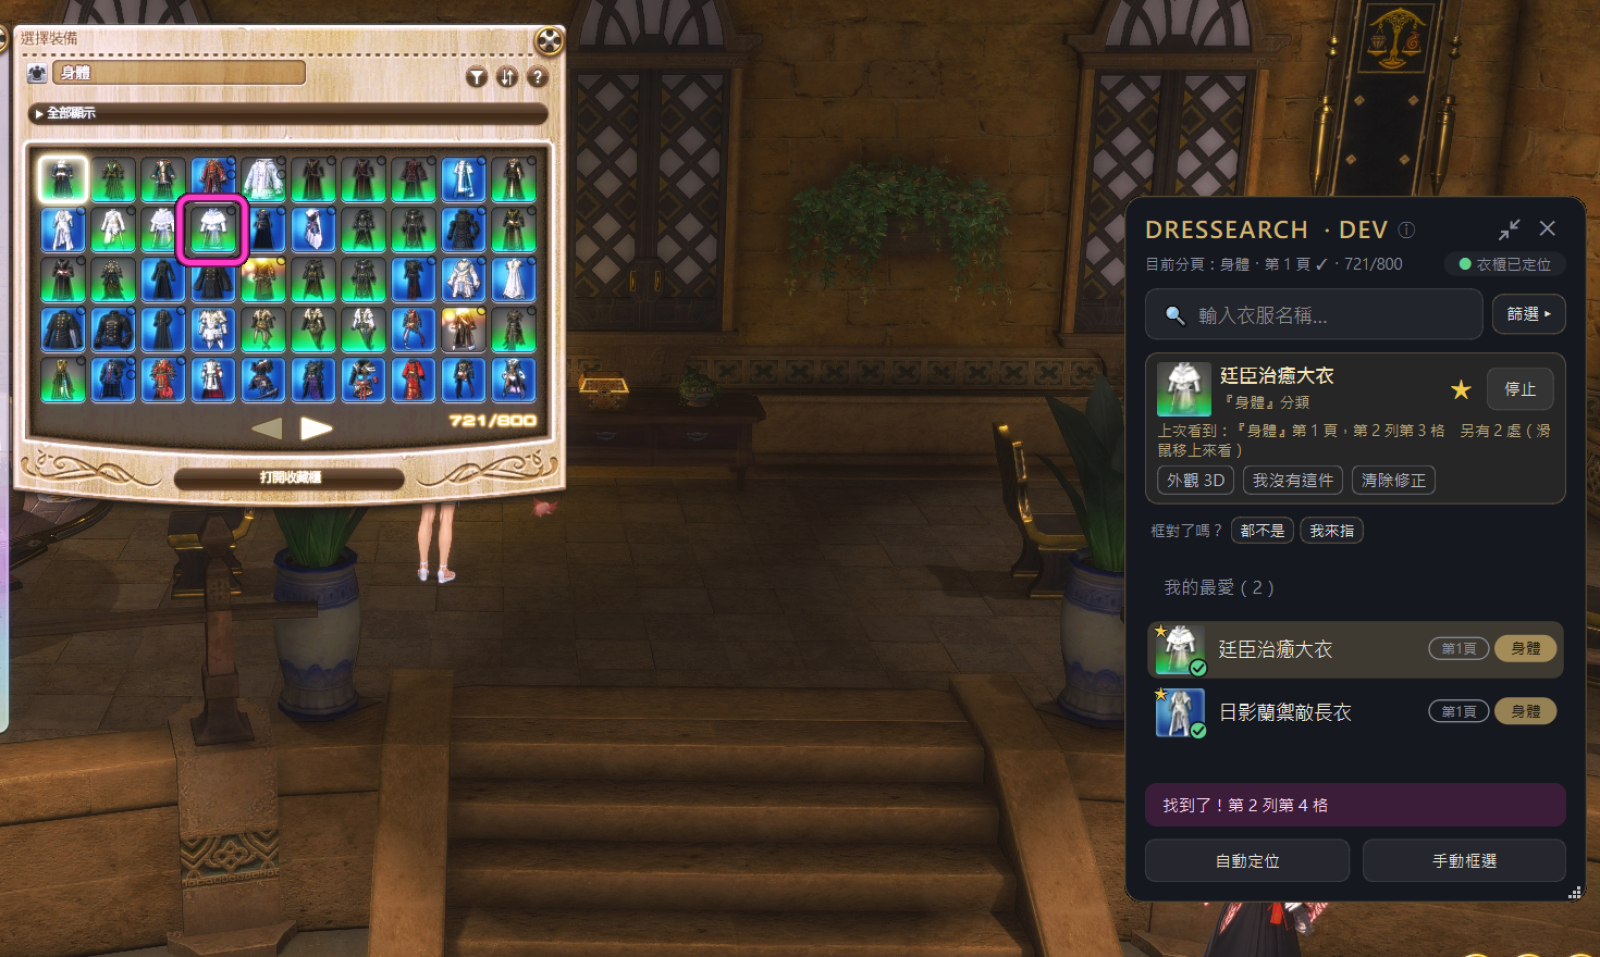 選擇裝備
身體
?
▶全部顯示
721/800
打開收藏櫃
DRESSEARCH · DEV ⓘ
目前分頁：身體 · 第 1 頁 ✓ · 721/800
衣櫃已定位
輸入衣服名稱...
篩選 ▸
廷臣治癒大衣
『身體』分類
停止
上次看到：『身體』第 1 頁，第 2 列第 3 格　另有 2 處 ( 滑
鼠移上來看 )
外觀 3D
我沒有這件
清除修正
框對了嗎？
都不是
我來指
我的最愛 ( 2 )
廷臣治癒大衣
第1頁
身體
日影蘭禦敵長衣
第1頁
身體
找到了！第 2 列第 4 格
自動定位
手動框選